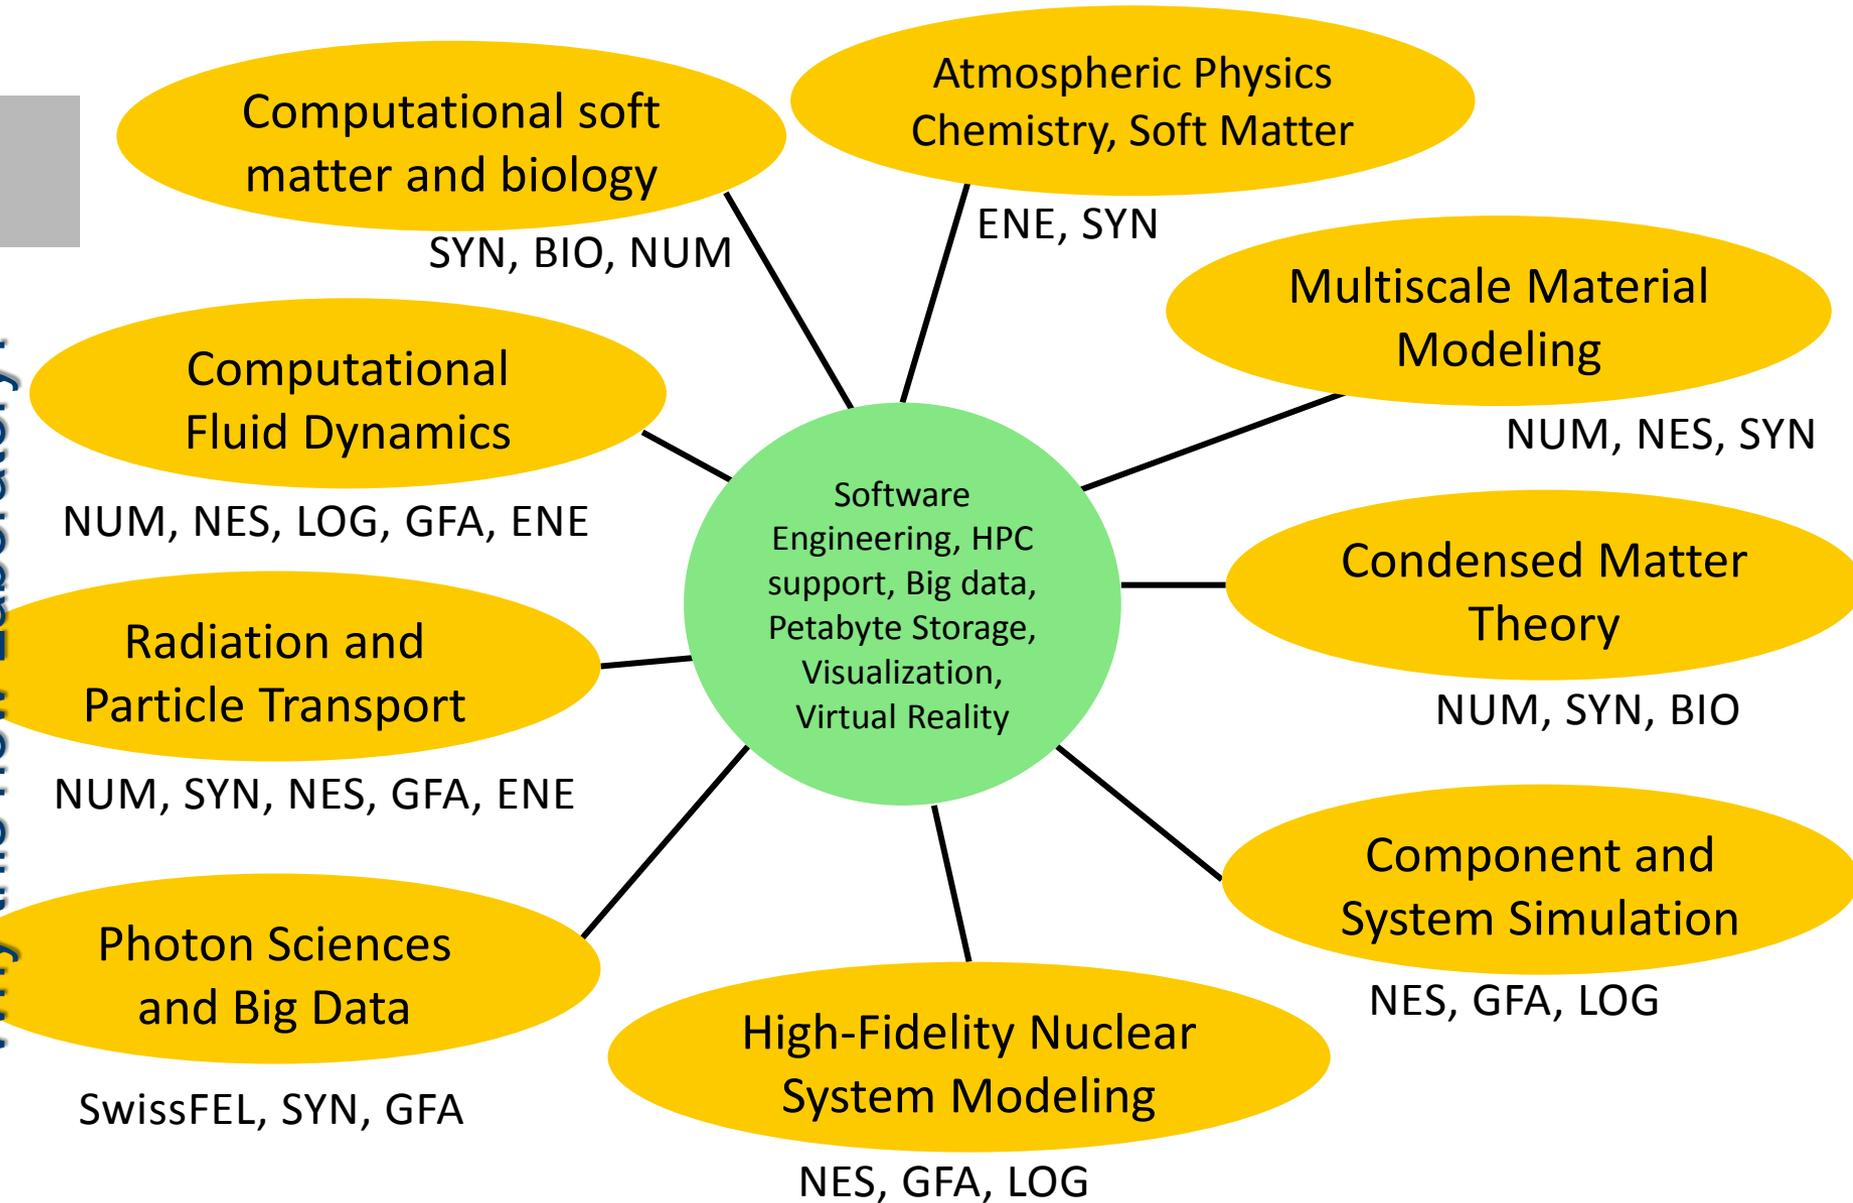 Computational soft
matter and biology
SYN, BIO, NUM
Atmospheric Physics
Chemistry, Soft Matter
ENE, SYN
Multiscale Material
Modeling
NUM, NES, SYN
Computational
Fluid Dynamics
NUM, NES, LOG, GFA, ENE
Software
Engineering, HPC
support, Big data,
Petabyte Storage,
Visualization,
Virtual Reality
Condensed Matter
Theory
NUM, SYN, BIO
Radiation and
Particle Transport
NUM, SYN, NES, GFA, ENE
Component and
System Simulation
NES, GFA, LOG
Photon Sciences
and Big Data
SwissFEL, SYN, GFA
High-Fidelity Nuclear
System Modeling
NES, GFA, LOG